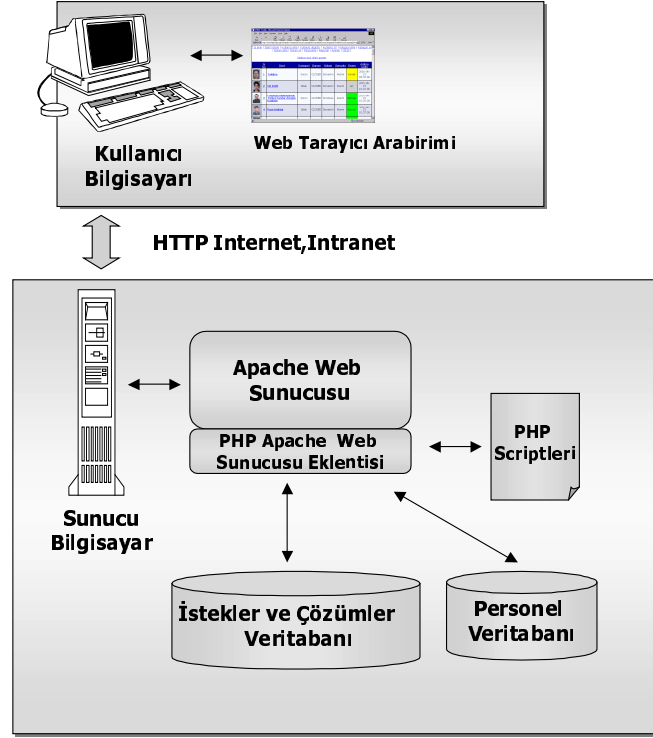 Kullanıcı
Bilgisayarı
Web Tarayıcı Arabirimi
HTTP Internet,Intranet
Apache Web
Sunucusu
PHP Apache Web
Sunucusu Eklentisi
PHP
Scriptleri
Sunucu
Bilgisayar
İstekler ve Çözümler
Veritabanı
Personel
Veritabanı